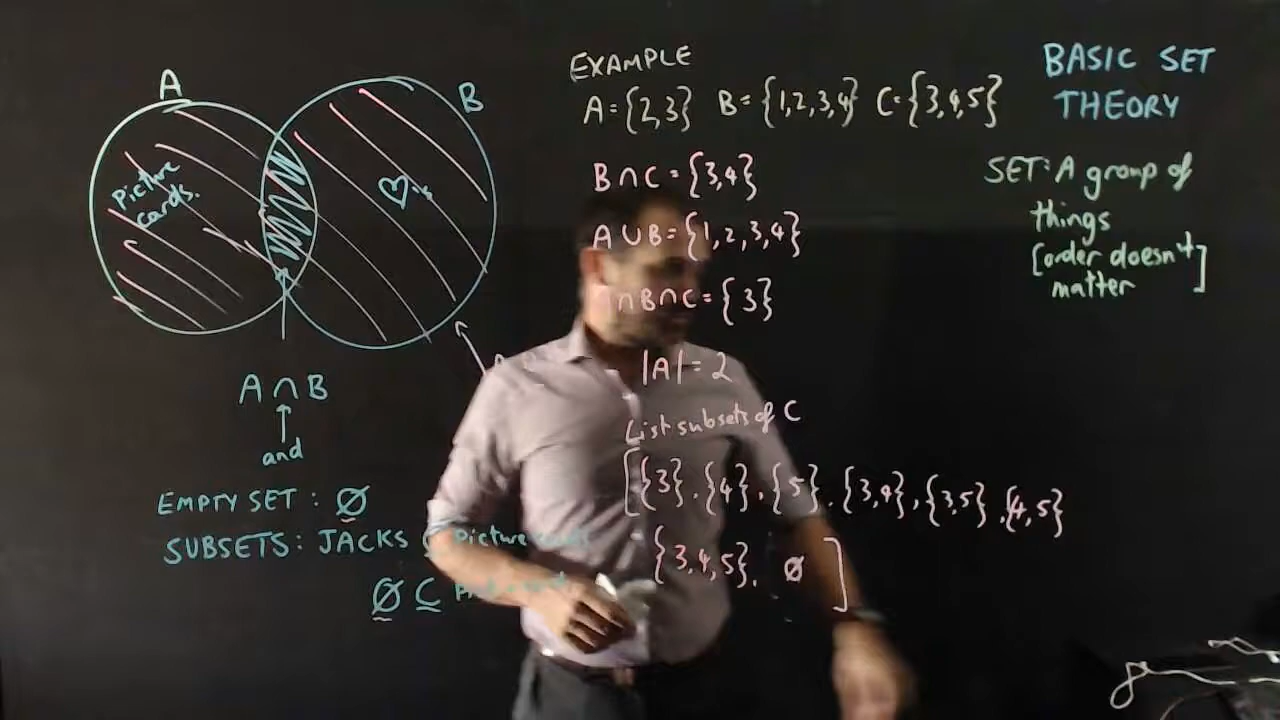 A
B
Picture
cards.
♡'s
A ∩ B
and
EMPTY SET : Ø
SUBSETS: JACKS ⊆ Picture cards
Ø ⊆
EXAMPLE
A = {2,3} B = {1,2,3,4} C = {3,4,5}
B ∩ C = {3,4}
A ∪ B = {1,2,3,4}
∩ B ∩ C = {3}
|A| = 2
List subsets of C
[{3}, {4}, {5}, {3,4}, {3,5}, {4,5}
{3,4,5}, Ø]
BASIC SET
THEORY
SET: A group of
things
[order doesn't]
matter